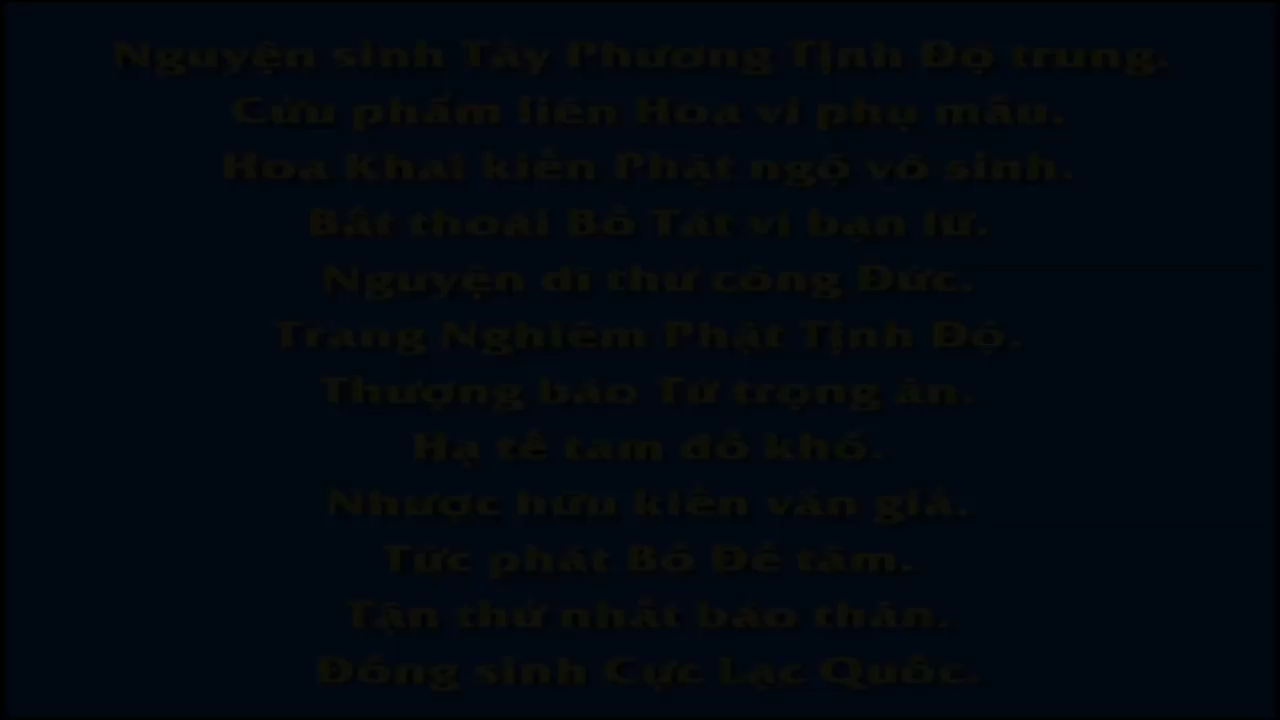 Nguyện sinh Tây Phương Tịnh Độ trung.
Cửu phẩm liên Hoa vi phụ mẫu.
Hoa Khai kiến Phật ngộ vô sinh.
Bất thoái Bồ Tát vi bạn lữ.
Nguyện dĩ thử công Đức.
Trang Nghiêm Phật Tịnh Độ.
Thượng báo Tứ trọng ân.
Hạ tế tam đồ khổ.
Nhược hữu kiến văn giả.
Tức phát Bồ Đề tâm.
Tận thử nhất báo thân.
Đồng sinh Cực Lạc Quốc.